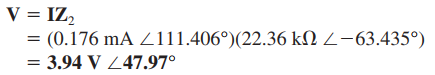 V = IZ₂
= (0.176 mA ∠111.406°)(22.36 kΩ ∠−63.435°)
= 3.94 V ∠47.97°